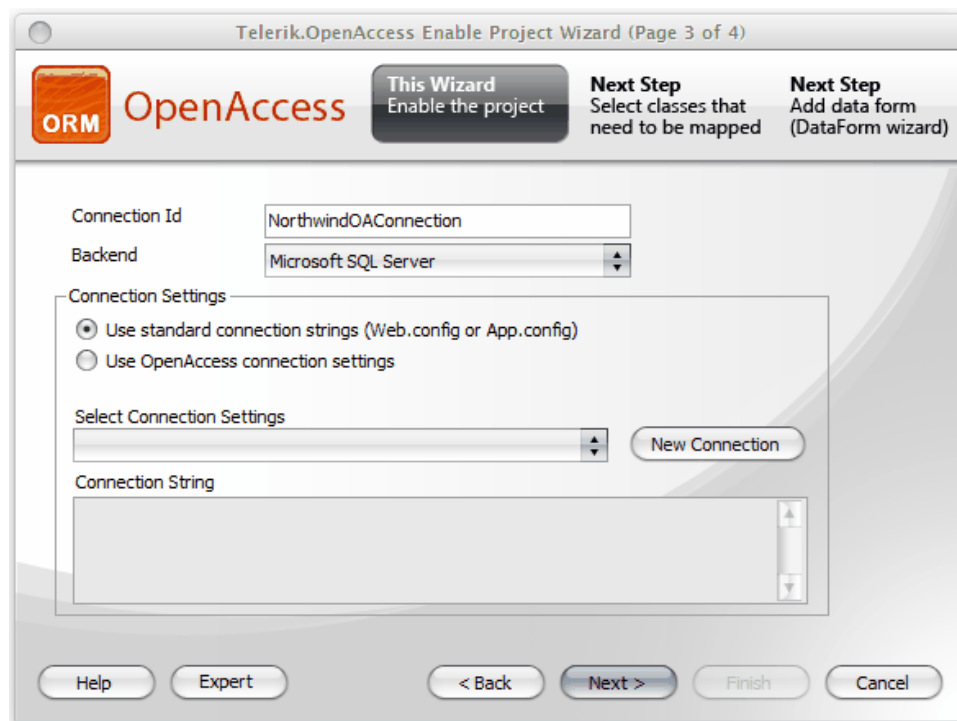 Telerik.OpenAccess Enable Project Wizard (Page 3 of 4)
ORM
OpenAccess
This Wizard
Enable the project
Next Step
Select classes that
need to be mapped
Next Step
Add data form
(DataForm wizard)
Connection Id
NorthwindOAConnection
Backend
Microsoft SQL Server
Connection Settings
Use standard connection strings (Web.config or App.config)
Use OpenAccess connection settings
Select Connection Settings
New Connection
Connection String
Help
Expert
< Back
Next >
Finish
Cancel